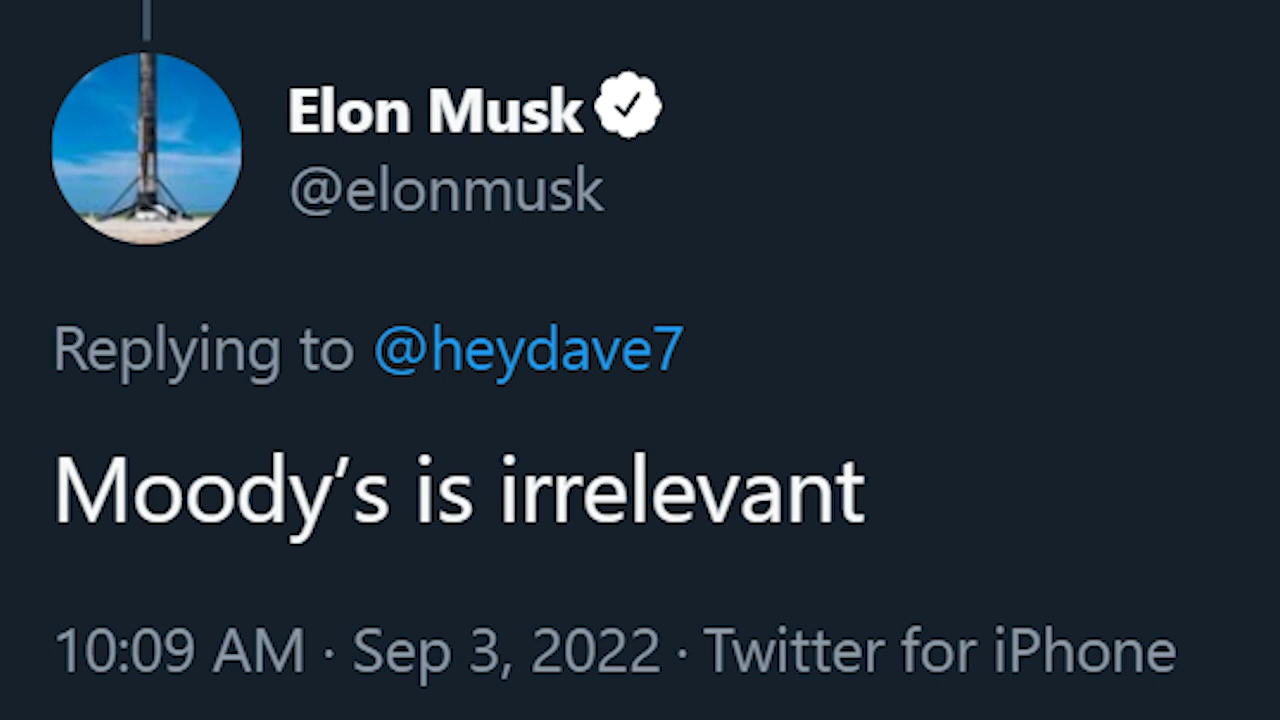 Elon Musk
@elonmusk
Replying to @heydave7
Moody’s is irrelevant
10:09 AM · Sep 3, 2022 · Twitter for iPhone